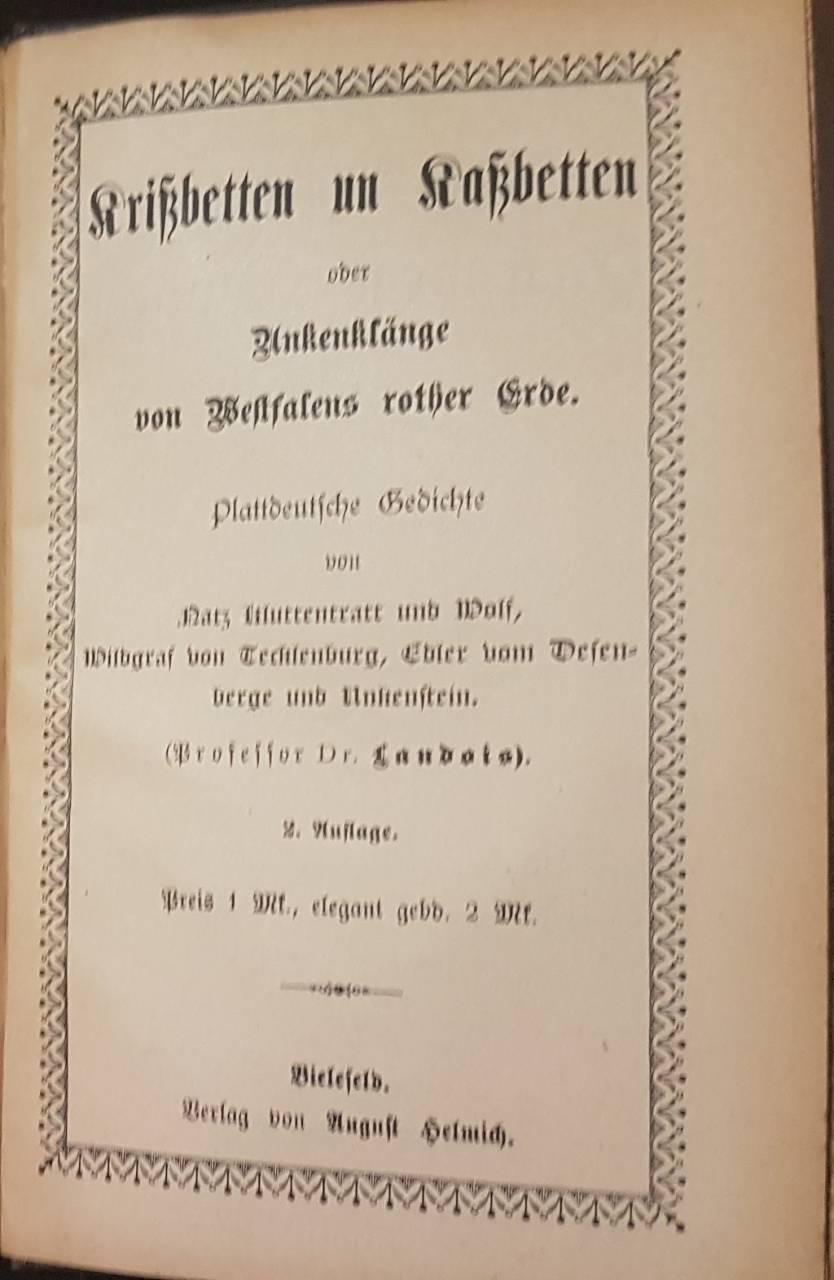 Krißbetten un Kaßbetten
oder
Unkenklänge
von Westfalens rother Erde.
Plattdeutsche Gedichte
von
Natz Muttentratt und Wolf,
Wildgraf von Tecklenburg, Edler vom Desen-
berge und Unkenstein.
(Professor Dr. Landois).
2. Auflage.
Preis 1 Mk., elegant gebd. 2 Mk.
Bielefeld.
Verlag von August Helmich.